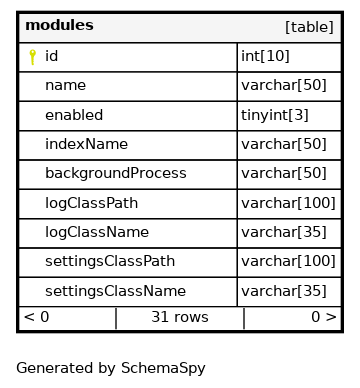 modules [table]
id int[10]
name varchar[50]
enabled tinyint[3]
indexName varchar[50]
backgroundProcess varchar[50]
logClassPath varchar[100]
logClassName varchar[35]
settingsClassPath varchar[100]
settingsClassName varchar[35]
< 0 31 rows 0 >
Generated by SchemaSpy